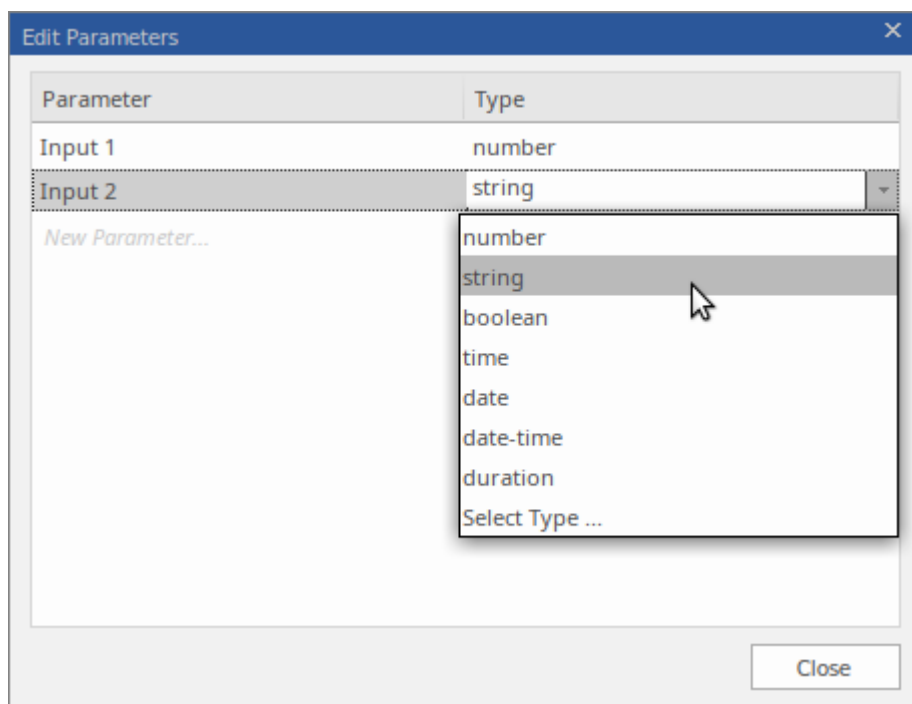 Edit Parameters
Parameter Type
Input 1 number
Input 2 string
New Parameter...
number
string
boolean
time
date
date-time
duration
Select Type ...
Close